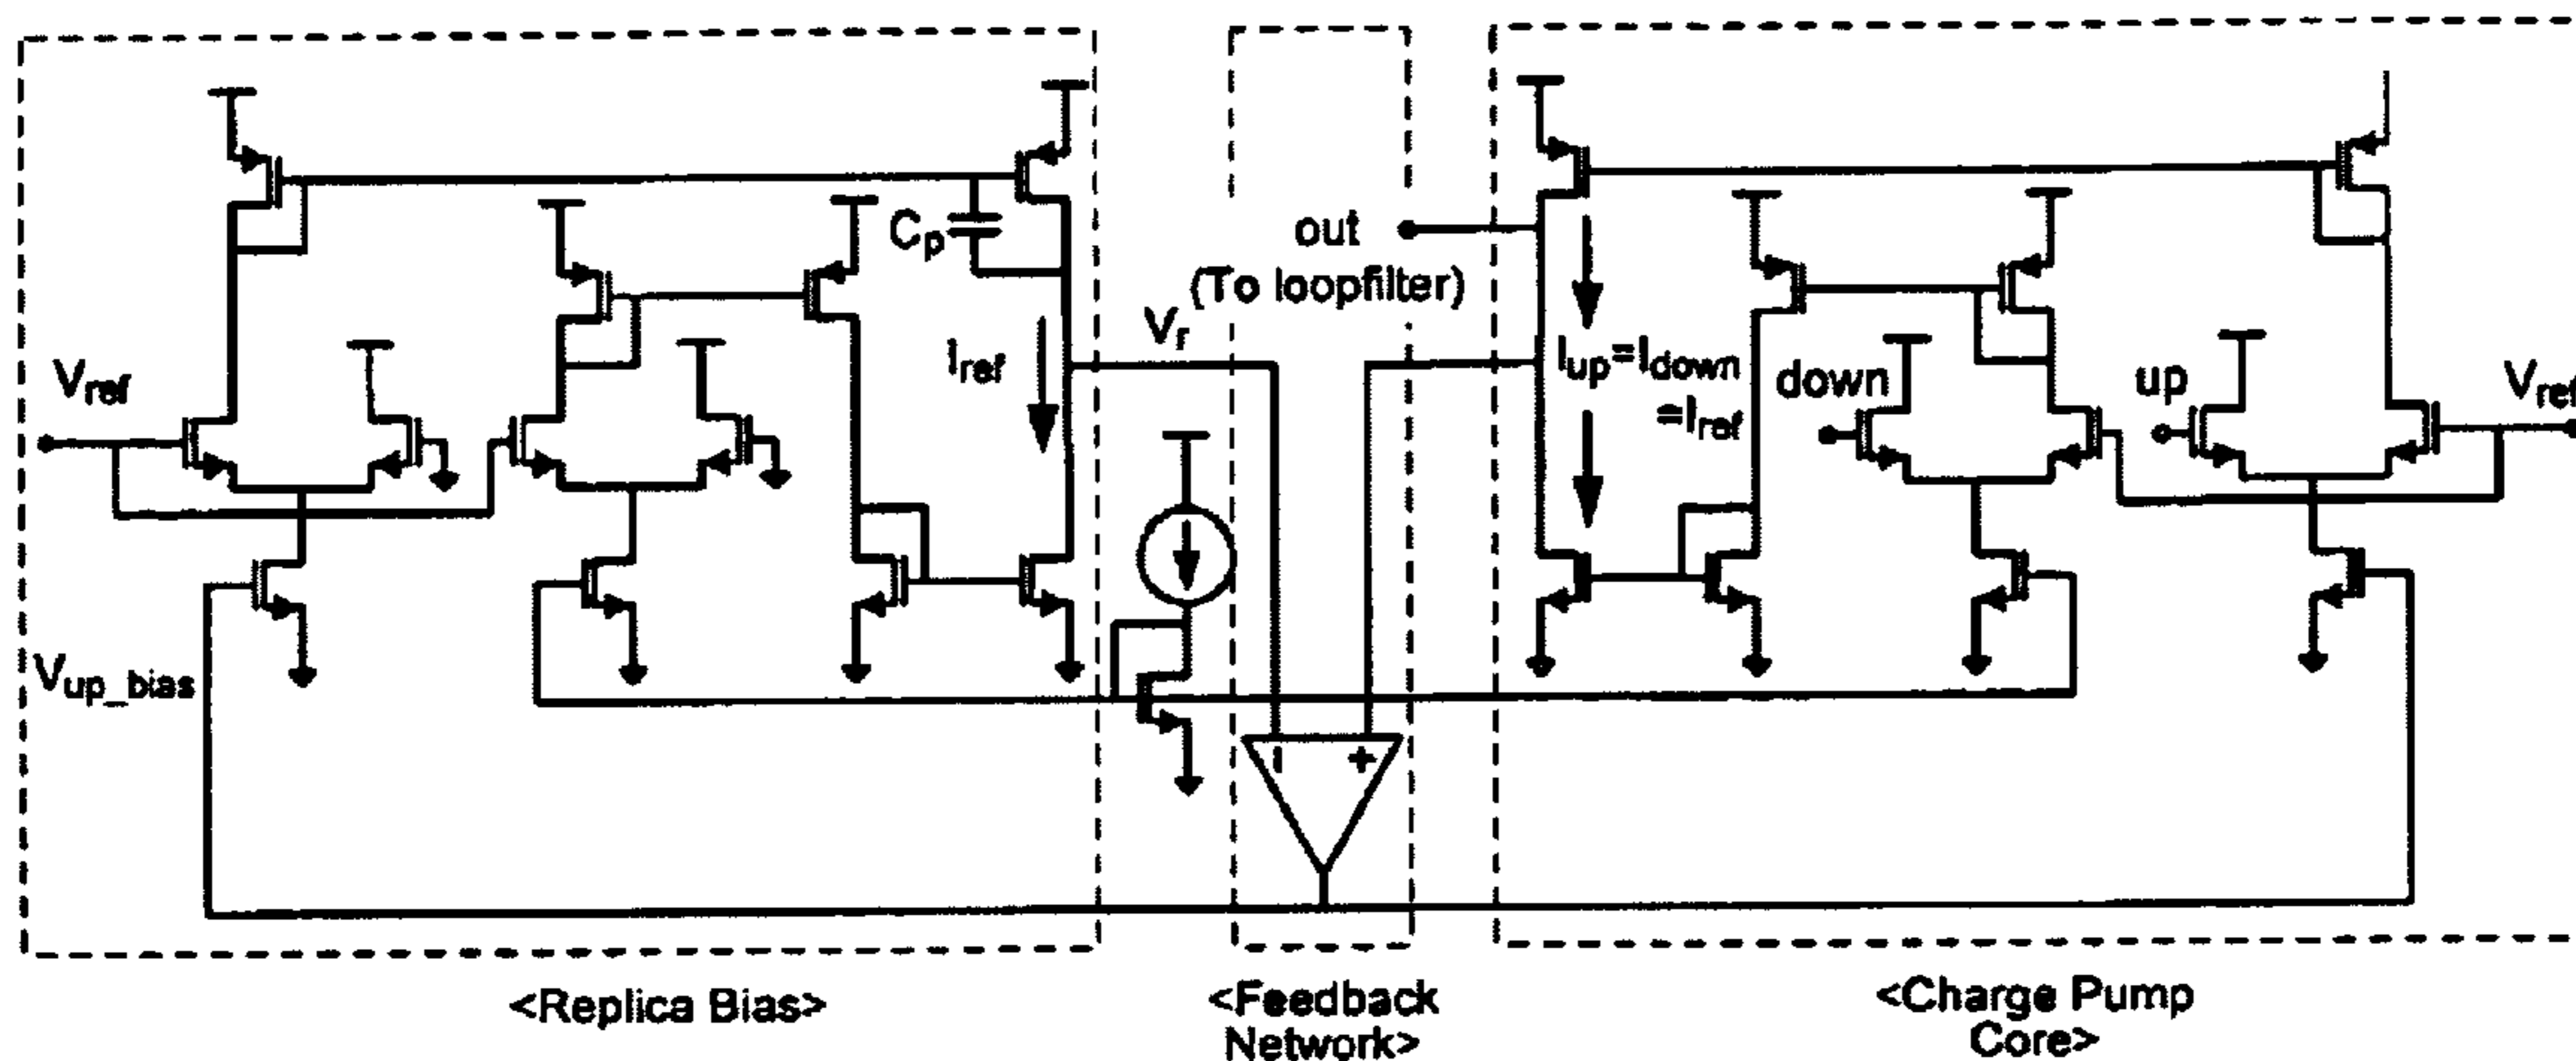 Vref
Vup_bias
Cp
Iref
Vr
out
(To loopfilter)
Iup=Idown
=Iref
down
up
Vref
−
+
<Replica Bias>
<Feedback
Network>
<Charge Pump
Core>